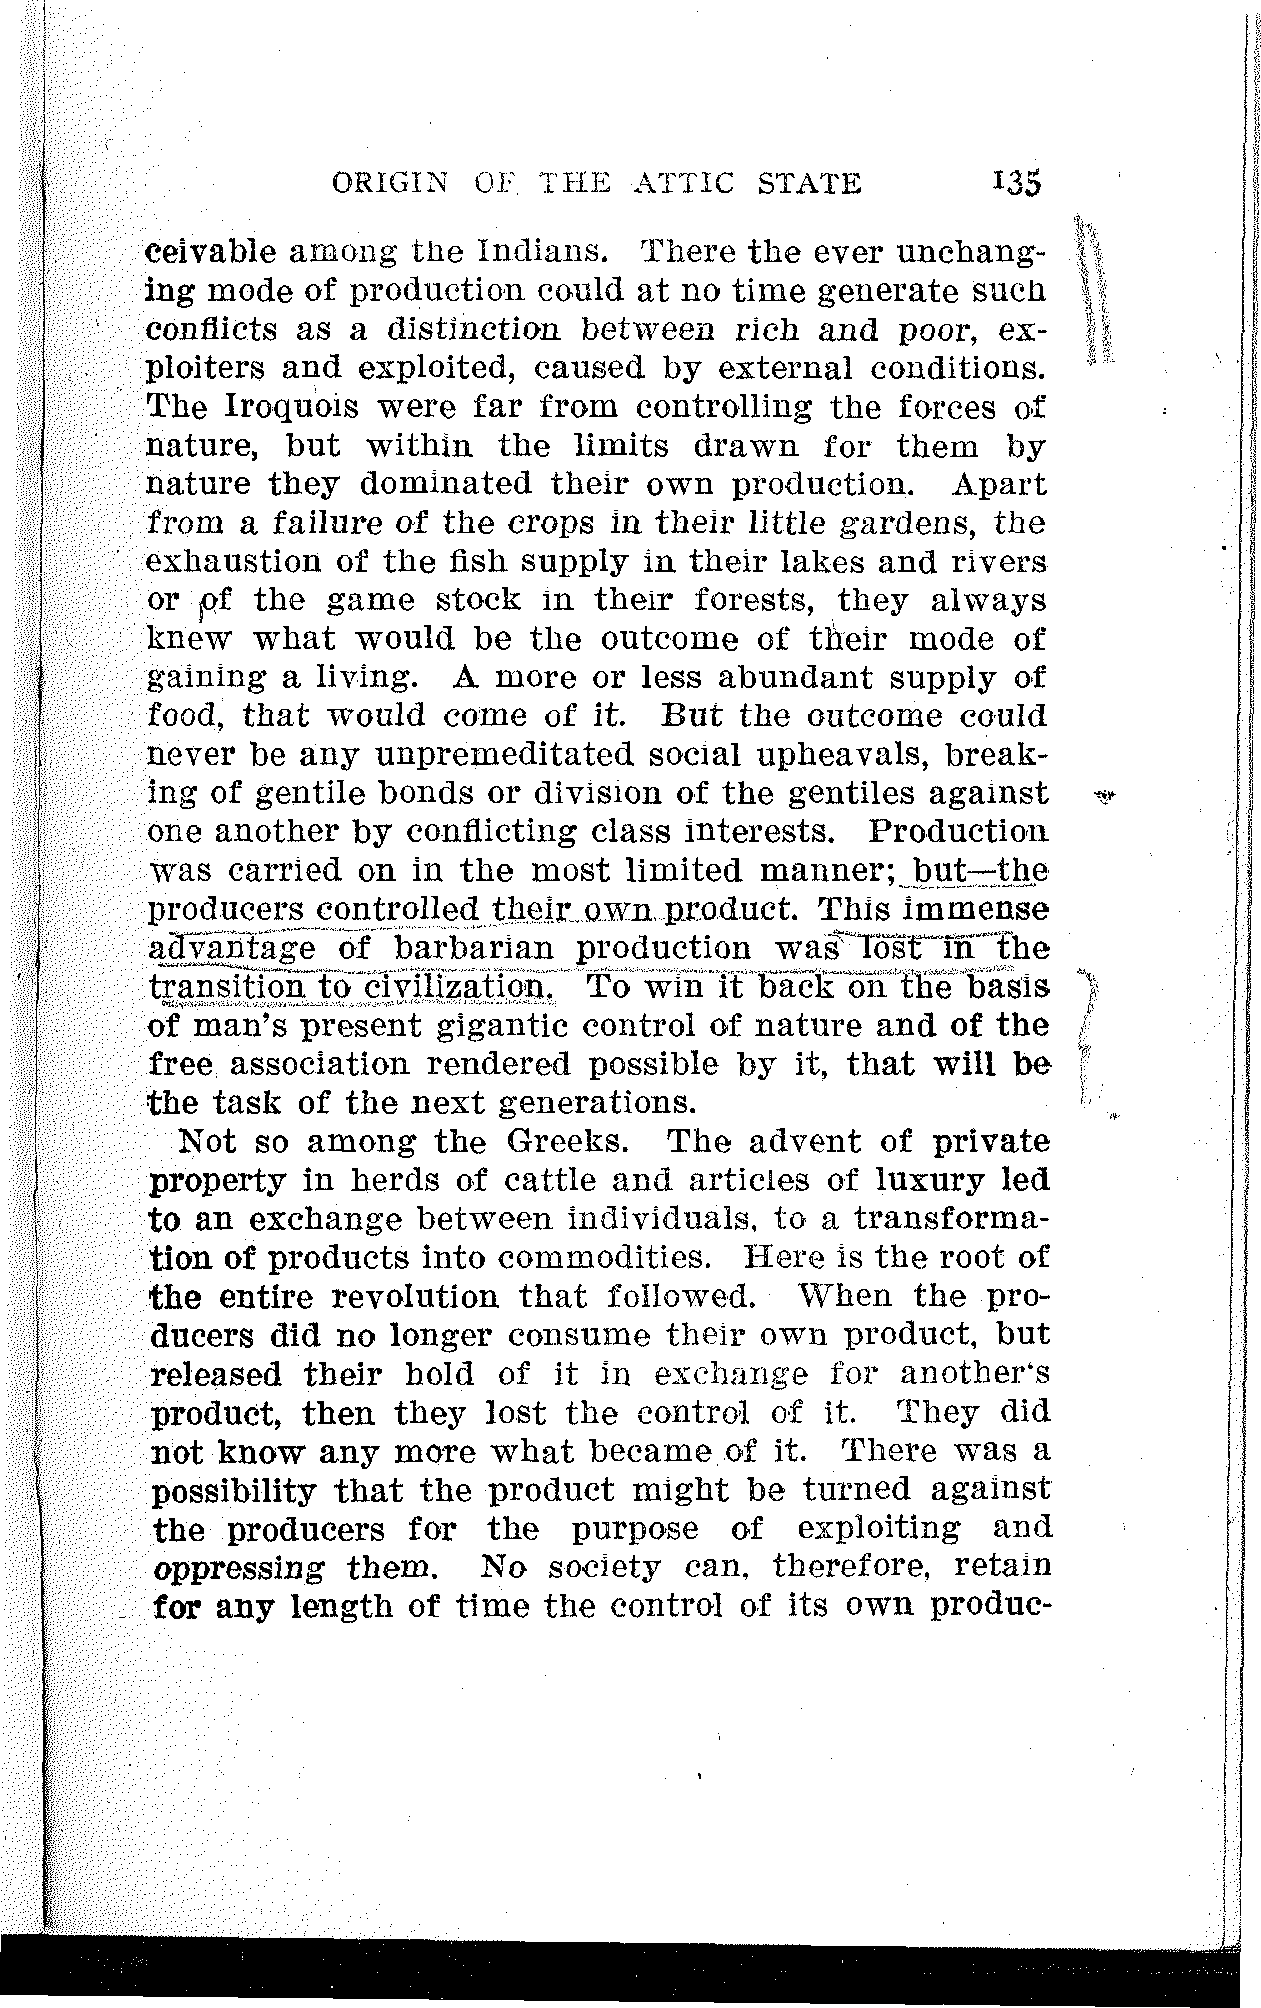 ORIGIN OF THE ATTIC STATE 135
ceivable among the Indians. There the ever unchang-
ing mode of production could at no time generate such
conflicts as a distinction between rich and poor, ex-
ploiters and exploited, caused by external conditions.
The Iroquois were far from controlling the forces of
nature, but within the limits drawn for them by
nature they dominated their own production. Apart
from a failure of the crops in their little gardens, the
exhaustion of the fish supply in their lakes and rivers
or of the game stock in their forests, they always
knew what would be the outcome of their mode of
gaining a living. A more or less abundant supply of
food, that would come of it. But the outcome could
never be any unpremeditated social upheavals, break-
ing of gentile bonds or division of the gentiles against
one another by conflicting class interests. Production
was carried on in the most limited manner; but—the
producers controlled their own product. This immense
advantage of barbarian production was lost in the
transition to civilization. To win it back on the basis
of man's present gigantic control of nature and of the
free association rendered possible by it, that will be
the task of the next generations.
Not so among the Greeks. The advent of private
property in herds of cattle and articles of luxury led
to an exchange between individuals, to a transforma-
tion of products into commodities. Here is the root of
the entire revolution that followed. When the pro-
ducers did no longer consume their own product, but
released their hold of it in exchange for another's
product, then they lost the control of it. They did
not know any more what became of it. There was a
possibility that the product might be turned against
the producers for the purpose of exploiting and
oppressing them. No society can, therefore, retain
for any length of time the control of its own produc-